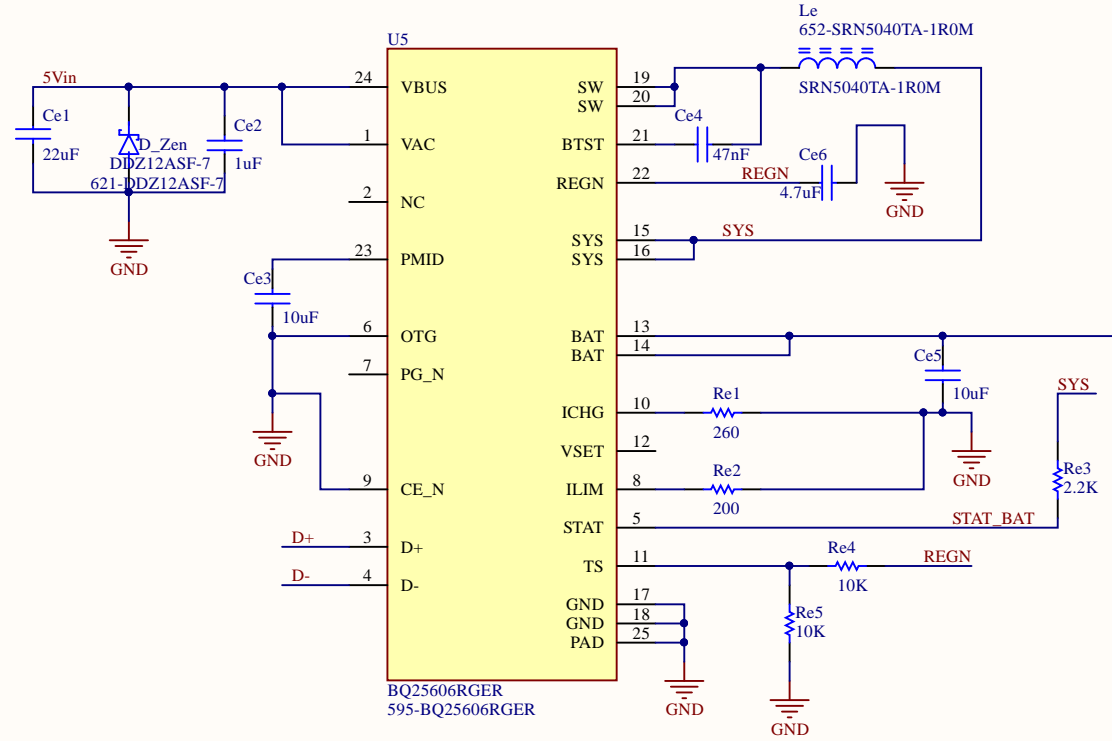 Le
652-SRN5040TA-1R0M
SRN5040TA-1R0M
U5
5Vin
Ce1
22uF
D_Zen
DDZ12ASF-7
621-DDZ12ASF-7
Ce2
1uF
GND
24 VBUS
1 VAC
2 NC
23 PMID
6 OTG
7 PG_N
9 CE_N
D+ 3 D+
D- 4 D-
Ce3
10uF
GND
SW 19
SW 20
BTST 21
REGN 22
SYS 15
SYS 16
BAT 13
BAT 14
ICHG 10
VSET 12
ILIM 8
STAT 5
TS 11
GND 17
GND 18
PAD 25
Ce4
47nF
REGN
Ce6
4.7uF
GND
SYS
Ce5
10uF
Re1
260
GND
Re2
200
SYS
Re3
2.2K
STAT_BAT
Re4
10K
REGN
Re5
10K
GND
GND
BQ25606RGER
595-BQ25606RGER